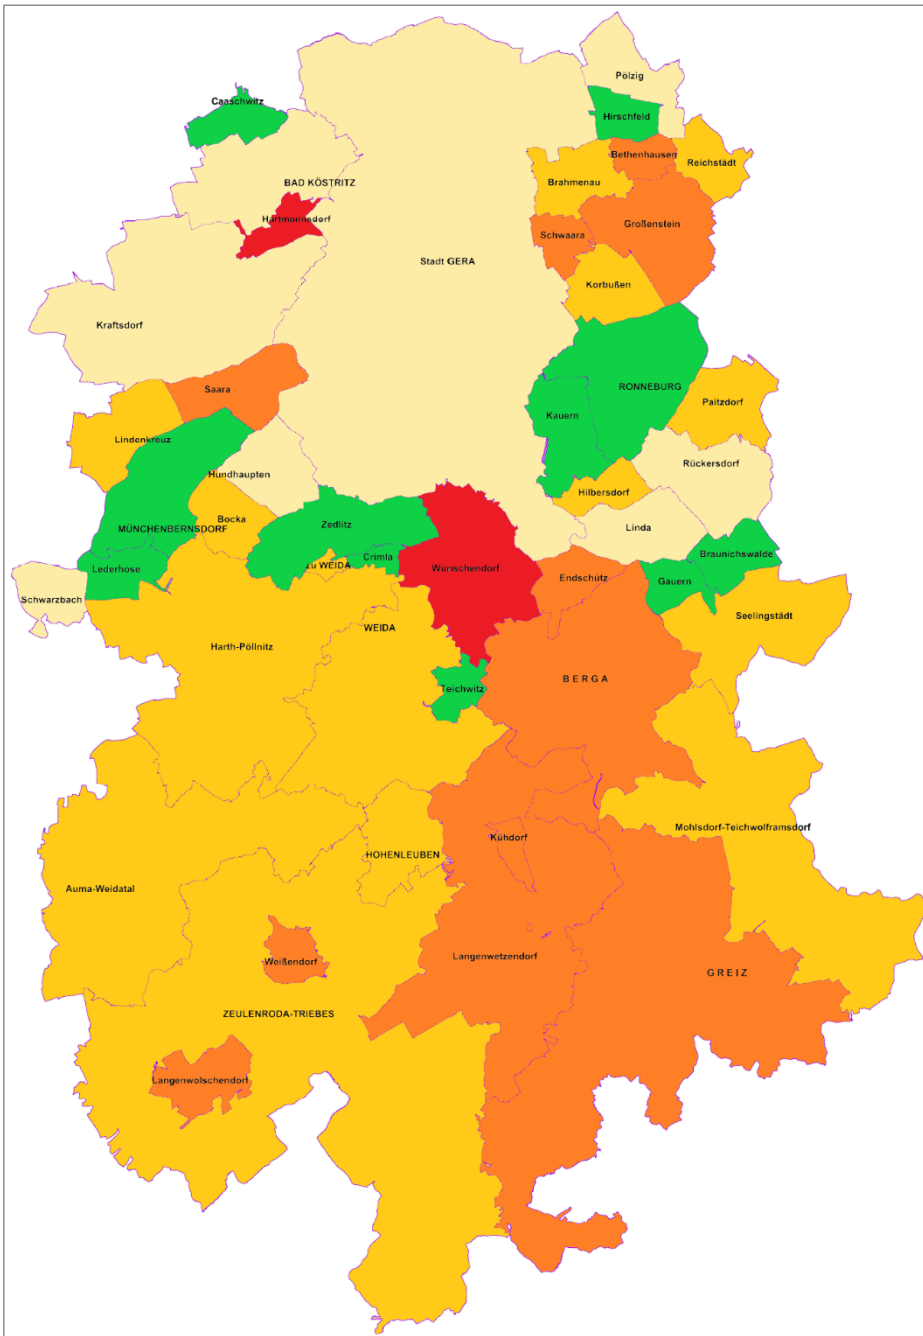 Pölzig
Caaschwitz
Hirschfeld
Bethenhausen
Reichstädt
BAD KÖSTRITZ
Brahmenau
Hartmannsdorf
Großenstein
Schwaara
Stadt GERA
Korbußen
Kraftsdorf
Saara
RONNEBURG
Paitzdorf
Kauern
Lindenkreuz
Rückersdorf
Hundhaupten
Hilbersdorf
Bocka
Zedlitz
MÜNCHENBERNSDORF
Linda
Braunichswalde
Crimla
Lederhose
zu WEIDA
Wünschendorf
Endschütz
Gauern
Schwarzbach
Seelingstädt
WEIDA
Harth-Pöllnitz
BERGA
Teichwitz
Mohlsdorf-Teichwolframsdorf
Kühdorf
HOHENLEUBEN
Auma-Weidatal
Langenwetzendorf
Weißendorf
GREIZ
ZEULENRODA-TRIEBES
Langenwolschendorf